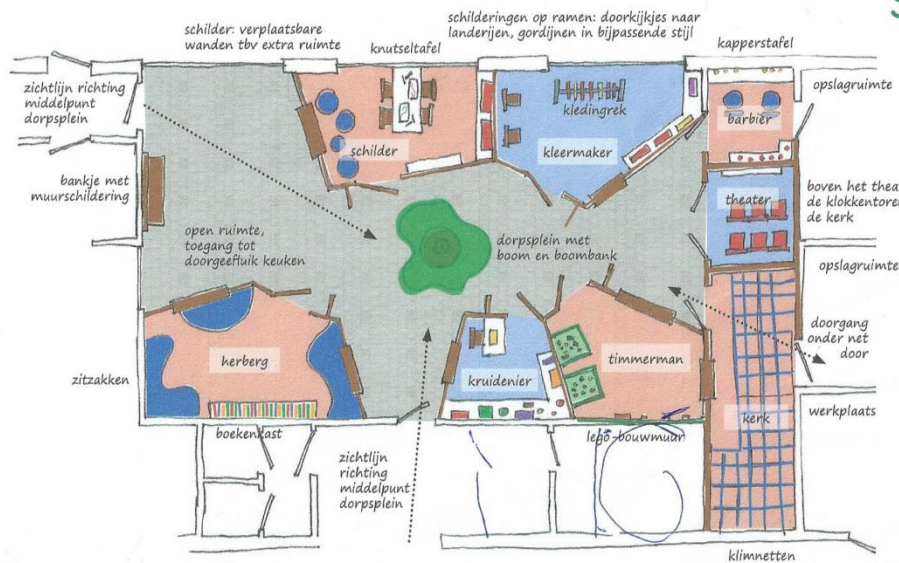 schilder: verplaatsbare
wanden tbv extra ruimte
knutseltafel
schilderingen op ramen: doorkijkjes naar
landerijen, gordijnen in bijpassende stijl
kapperstafel
zichtlijn richting
middelpunt
dorpsplein
opslagruimte
kledingrek
barbier
schilder
kleermaker
bankje met
muurschildering
theater
boven het thea
de klokkentore
de kerk
open ruimte,
toegang tot
doorgeefluik keuken
dorpsplein met
boom en boombank
opslagruimte
doorgang
onder net
door
herberg
kruidenier
timmerman
zitzakken
kerk
werkplaats
boekenkast
lego-bouwmuur
zichtlijn
richting
middelpunt
dorpsplein
klimnetten